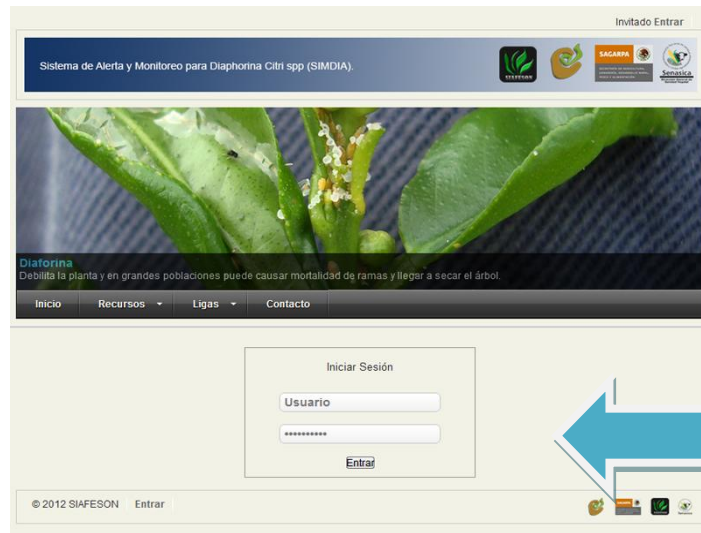 Invitado Entrar
Sistema de Alerta y Monitoreo para Diaphorina Citri spp (SIMDIA).
SIAFESON
SAGARPA
Senasica
Diaforina
Debilita la planta y en grandes poblaciones puede causar mortalidad de ramas y llegar a secar el árbol.
Inicio Recursos Ligas Contacto
Iniciar Sesión
Usuario
••••••••••
Entrar
© 2012 SIAFESON Entrar